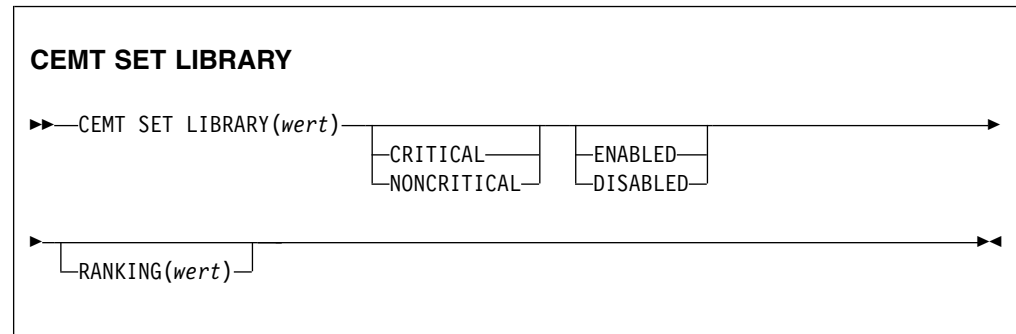 CEMT SET LIBRARY
CEMT SET LIBRARY(wert)
CRITICAL
NONCRITICAL
ENABLED
DISABLED
RANKING(wert)